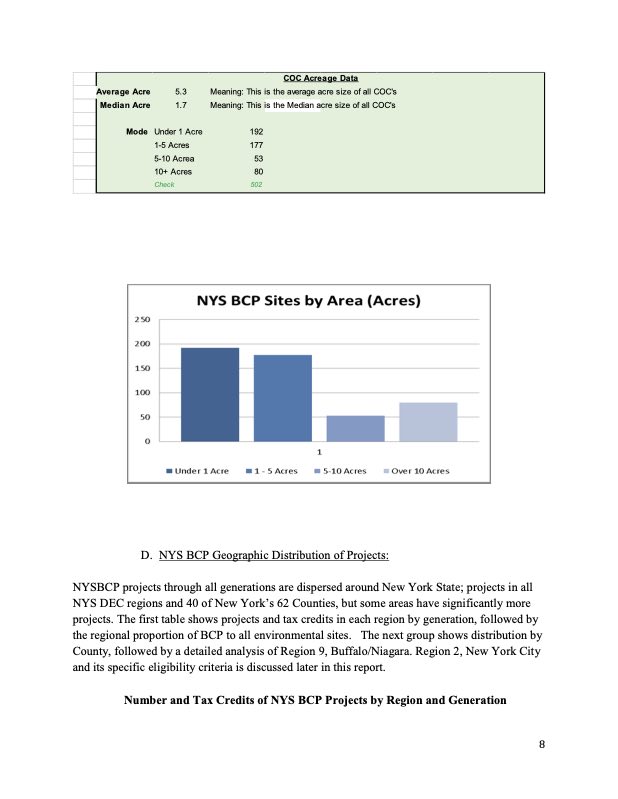 COC Acreage Data
Average Acre 5.3 Meaning: This is the average acre size of all COC's
Median Acre 1.7 Meaning: This is the Median acre size of all COC's
Mode Under 1 Acre 192
1-5 Acres 177
5-10 Acrea 53
10+ Acres 80
Check 502
NYS BCP Sites by Area (Acres)
250
200
150
100
50
0
1
Under 1 Acre 1 - 5 Acres 5-10 Acres Over 10 Acres
D. NYS BCP Geographic Distribution of Projects:
NYSBCP projects through all generations are dispersed around New York State; projects in all
NYS DEC regions and 40 of New York's 62 Counties, but some areas have significantly more
projects. The first table shows projects and tax credits in each region by generation, followed by
the regional proportion of BCP to all environmental sites. The next group shows distribution by
County, followed by a detailed analysis of Region 9, Buffalo/Niagara. Region 2, New York City
and its specific eligibility criteria is discussed later in this report.
Number and Tax Credits of NYS BCP Projects by Region and Generation
8